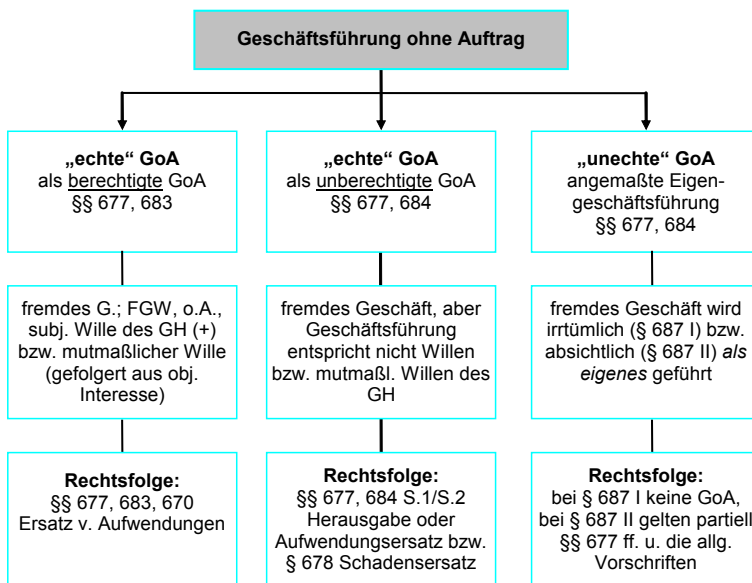 Geschäftsführung ohne Auftrag
„echte“ GoA
als berechtigte GoA
§§ 677, 683
„echte“ GoA
als unberechtigte GoA
§§ 677, 684
„unechte“ GoA
angemaßte Eigen-
geschäftsführung
§§ 677, 684
fremdes G.; FGW, o.A.,
subj. Wille des GH (+)
bzw. mutmaßlicher Wille
(gefolgert aus obj.
Interesse)
fremdes Geschäft, aber
Geschäftsführung
entspricht nicht Willen
bzw. mutmaßl. Willen des
GH
fremdes Geschäft wird
irrtümlich (§ 687 I) bzw.
absichtlich (§ 687 II) als
eigenes geführt
Rechtsfolge:
§§ 677, 683, 670
Ersatz v. Aufwendungen
Rechtsfolge:
§§ 677, 684 S.1/S.2
Herausgabe oder
Aufwendungsersatz bzw.
§ 678 Schadensersatz
Rechtsfolge:
bei § 687 I keine GoA,
bei § 687 II gelten partiell
§§ 677 ff. u. die allg.
Vorschriften